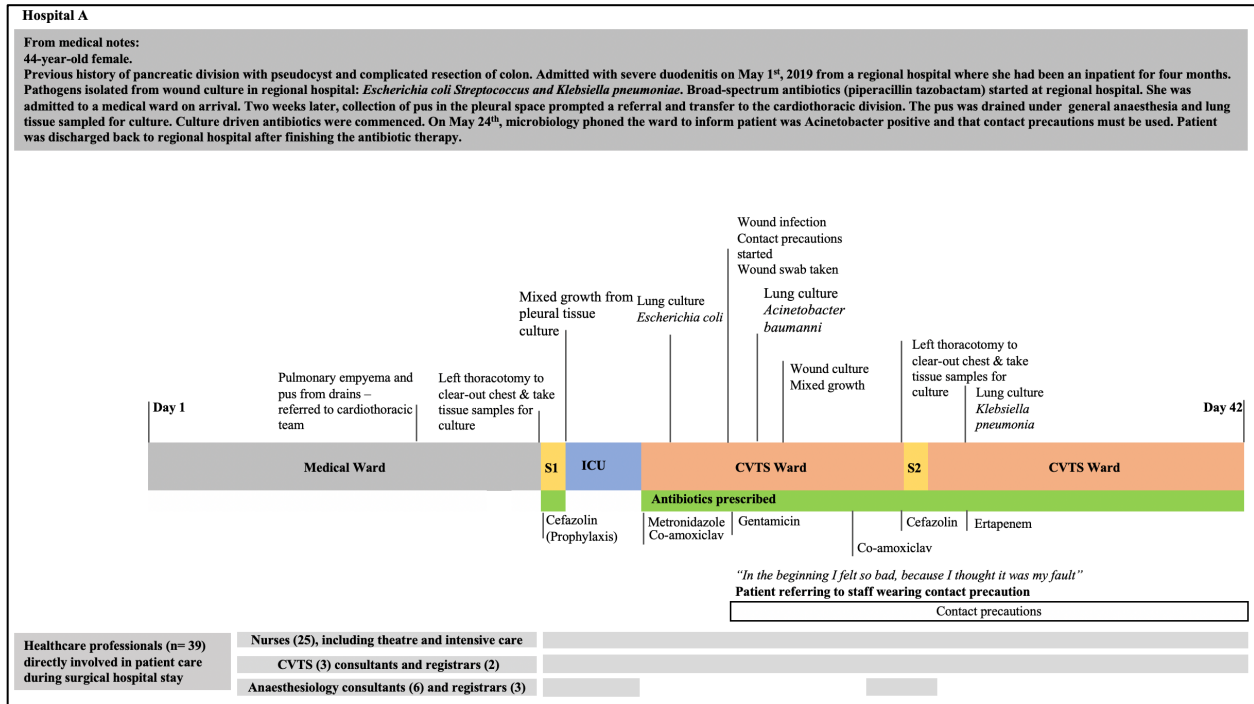 Hospital A
From medical notes:
44-year-old female.
Previous history of pancreatic division with pseudocyst and complicated resection of colon. Admitted with severe duodenitis on May 1st, 2019 from a regional hospital where she had been an inpatient for four months.
Pathogens isolated from wound culture in regional hospital: Escherichia coli Streptococcus and Klebsiella pneumoniae. Broad-spectrum antibiotics (piperacillin tazobactam) started at regional hospital. She was
admitted to a medical ward on arrival. Two weeks later, collection of pus in the pleural space prompted a referral and transfer to the cardiothoracic division. The pus was drained under general anaesthesia and lung
tissue sampled for culture. Culture driven antibiotics were commenced. On May 24th, microbiology phoned the ward to inform patient was Acinetobacter positive and that contact precautions must be used. Patient
was discharged back to regional hospital after finishing the antibiotic therapy.
Wound infection
Contact precautions
started
Wound swab taken
Mixed growth from
pleural tissue
culture
Lung culture
Escherichia coli
Lung culture
Acinetobacter
baumanni
Wound culture
Mixed growth
Left thoracotomy to
clear-out chest & take
tissue samples for
culture
Lung culture
Klebsiella
pneumonia
Pulmonary empyema and
pus from drains –
referred to cardiothoracic
team
Left thoracotomy to
clear-out chest & take
tissue samples for
culture
Day 1
Day 42
Medical Ward
S1
ICU
CVTS Ward
S2
CVTS Ward
Antibiotics prescribed
Cefazolin
(Prophylaxis)
Metronidazole
Co-amoxiclav
Gentamicin
Co-amoxiclav
Cefazolin
Ertapenem
“In the beginning I felt so bad, because I thought it was my fault”
Patient referring to staff wearing contact precaution
Contact precautions
Healthcare professionals (n= 39)
directly involved in patient care
during surgical hospital stay
Nurses (25), including theatre and intensive care
CVTS (3) consultants and registrars (2)
Anaesthesiology consultants (6) and registrars (3)